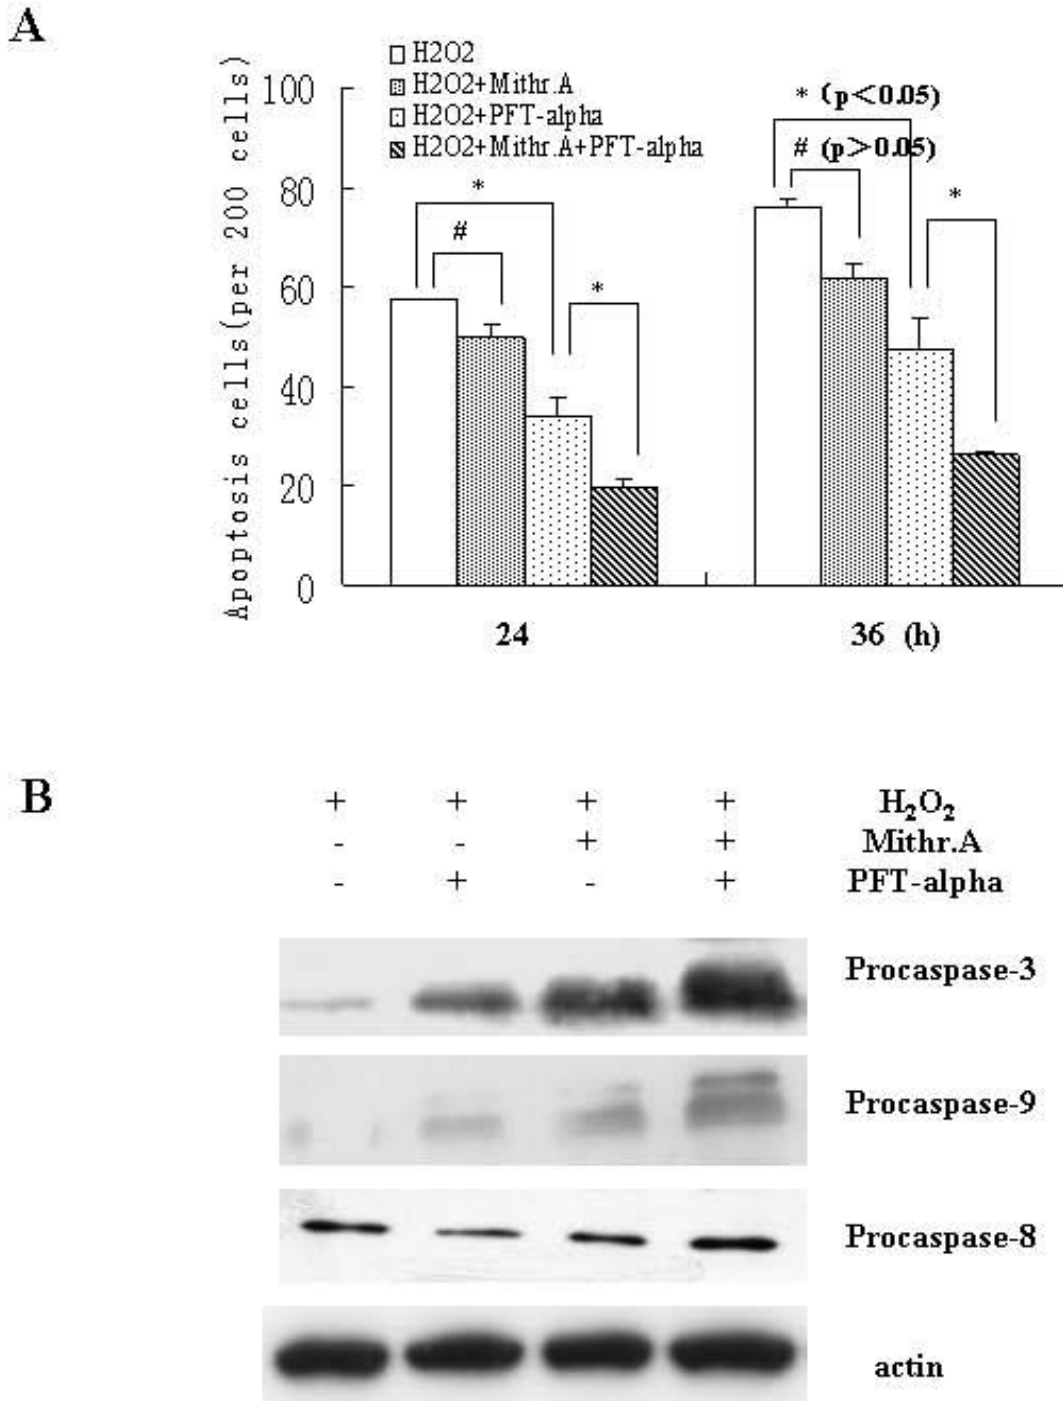 A
H2O2
H2O2+Mithr.A
H2O2+PFT-alpha
H2O2+Mithr.A+PFT-alpha
Apoptosis cells(per 200 cells)
100
80
60
40
20
0
* (p<0.05)
# (p>0.05)
*
#
*
*
24
36 (h)
B
+ + + + H₂O₂
- - + + Mithr.A
- + - + PFT-alpha
Procaspase-3
Procaspase-9
Procaspase-8
actin